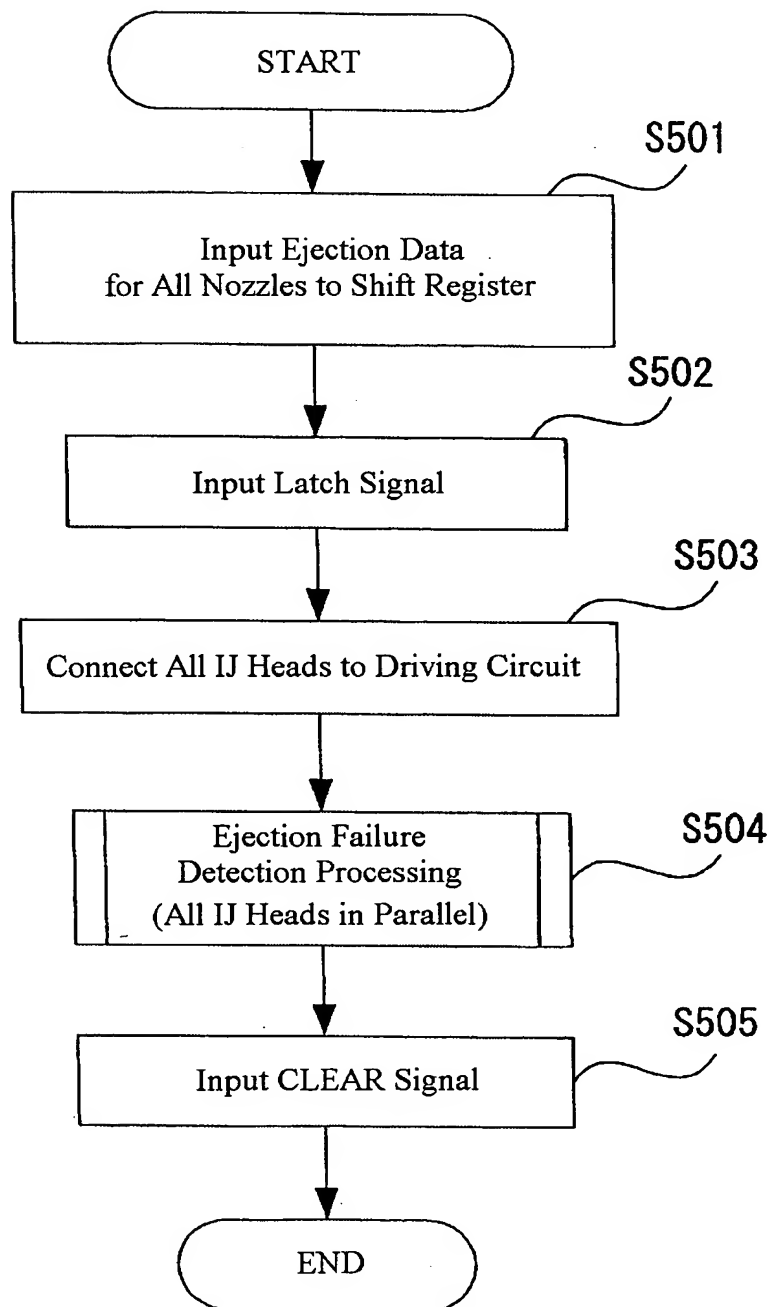 START
S501
Input Ejection Data
for All Nozzles to Shift Register
S502
Input Latch Signal
S503
Connect All IJ Heads to Driving Circuit
S504
Ejection Failure
Detection Processing
(All IJ Heads in Parallel)
S505
Input CLEAR Signal
END